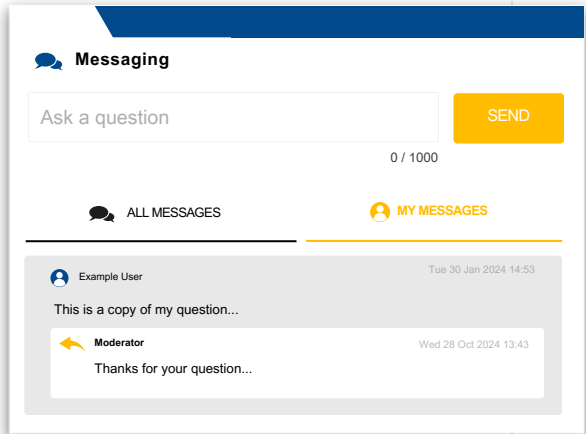 Messaging
Ask a question
SEND
0 / 1000
ALL MESSAGES
MY MESSAGES
Example User
Tue 30 Jan 2024 14:53
This is a copy of my question...
Moderator
Wed 28 Oct 2024 13:43
Thanks for your question...